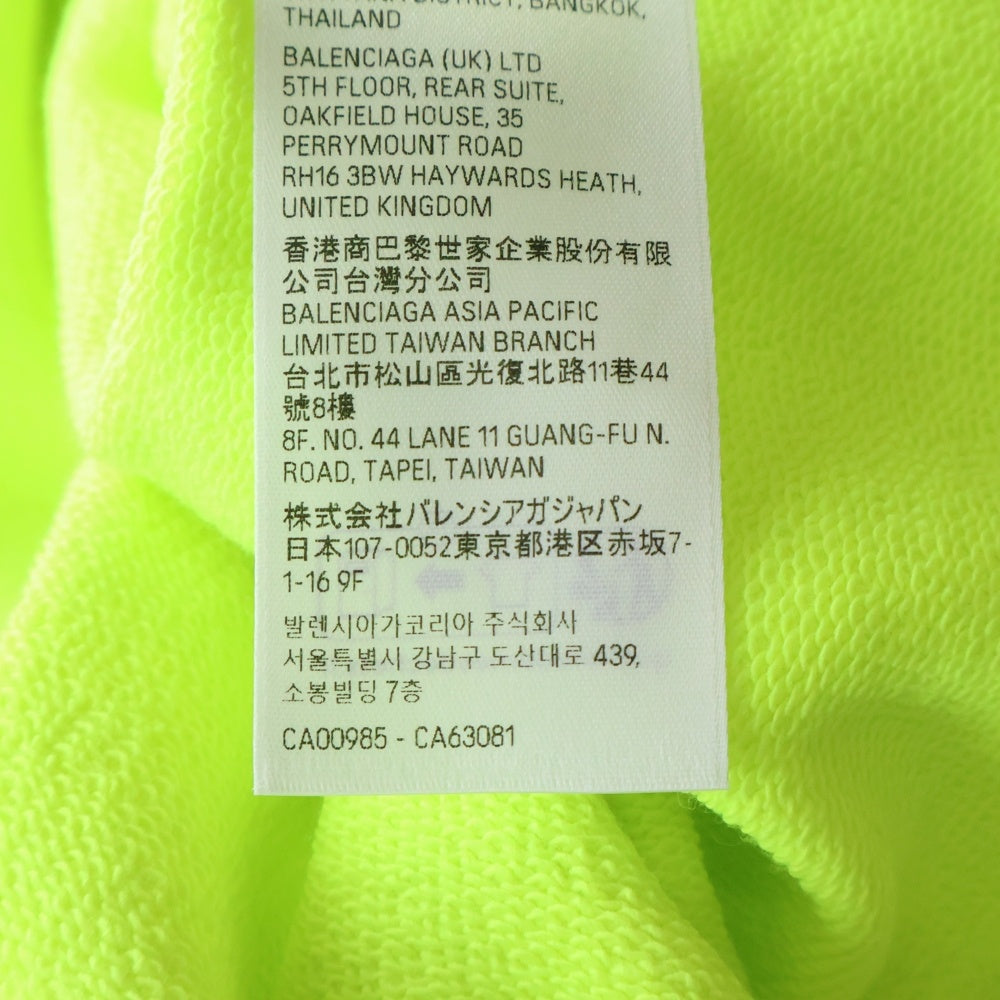 DISTRICT, BANGKOK,
THAILAND
BALENCIAGA (UK) LTD
5TH FLOOR, REAR SUITE,
OAKFIELD HOUSE, 35
PERRYMOUNT ROAD
RH16 3BW HAYWARDS HEATH,
UNITED KINGDOM
香港商巴黎世家企業股份有限
公司台灣分公司
BALENCIAGA ASIA PACIFIC
LIMITED TAIWAN BRANCH
台北市松山區光復北路11巷44
號8樓
8F. NO. 44 LANE 11 GUANG-FU N.
ROAD, TAPEI, TAIWAN
株式会社バレンシアガジャパン
日本107-0052東京都港区赤坂7-
1-16 9F
발렌시아가코리아 주식회사
서울특별시 강남구 도산대로 439,
소봉빌딩 7층
CA00985 - CA63081